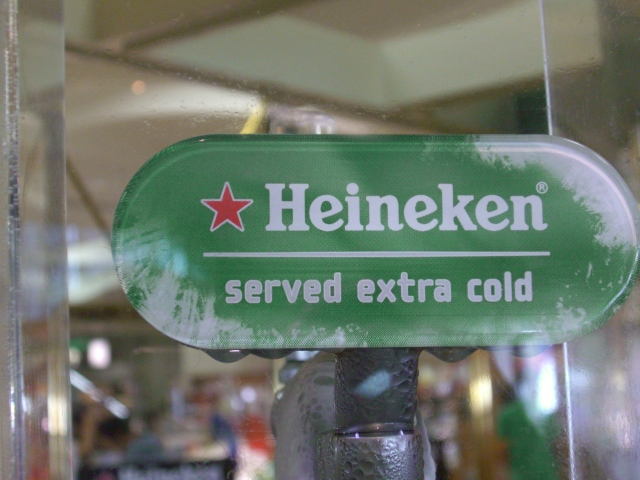 Heineken®
served extra cold